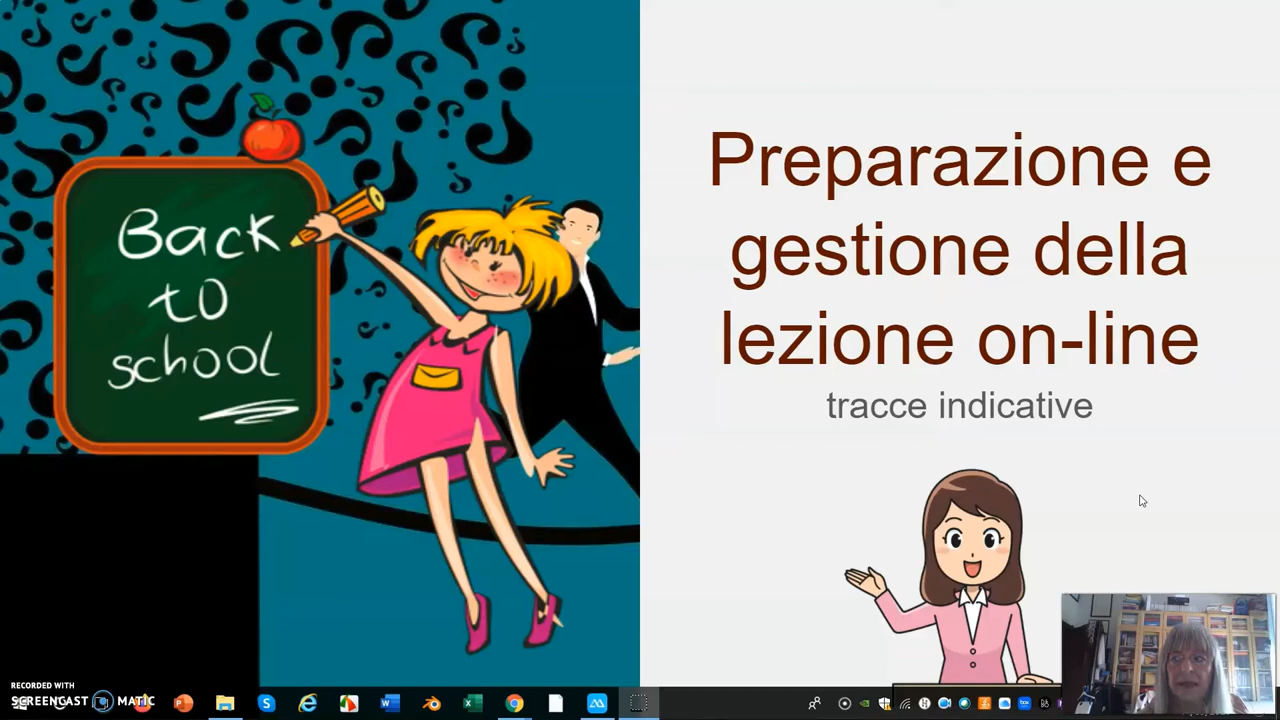 Back
to
school
Preparazione e
gestione della
lezione on-line
tracce indicative
RECORDED WITH
SCREENCAST MATIC